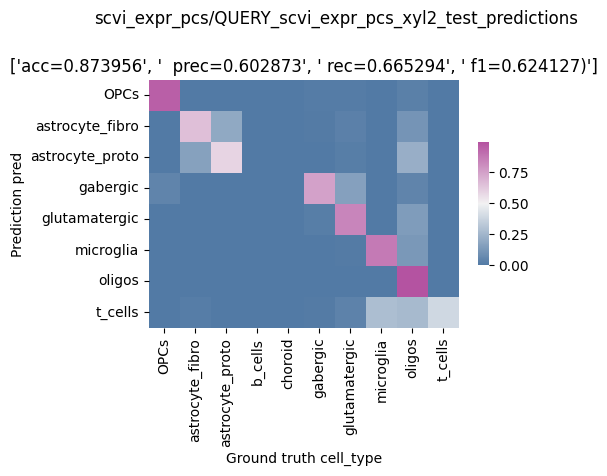 scvi_expr_pcs/QUERY_scvi_expr_pcs_xyl2_test_predictions
['acc=0.873956', '  prec=0.602873', ' rec=0.665294', ' f1=0.624127)']
OPCs
astrocyte_fibro
astrocyte_proto
gabergic
glutamatergic
microglia
oligos
t_cells
Prediction pred
0.75
0.50
0.25
0.00
OPCs
astrocyte_fibro
astrocyte_proto
b_cells
choroid
gabergic
glutamatergic
microglia
oligos
t_cells
Ground truth cell_type